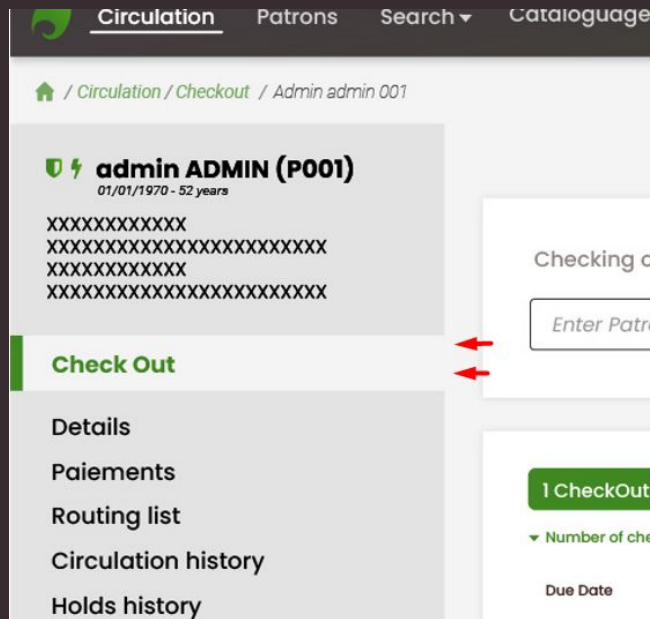 Circulation Patrons Search Cataloguage
/ Circulation / Checkout / Admin admin 001
admin ADMIN (P001)
01/01/1970 - 52 years
XXXXXXXXXXXX
XXXXXXXXXXXXXXXXXXXXXXXX
XXXXXXXXXXXX
XXXXXXXXXXXXXXXXXXXXXXXX
Checking o
Enter Patr
Check Out
Details
Paiements
Routing list
Circulation history
Holds history
1 CheckOut
Number of che
Due Date